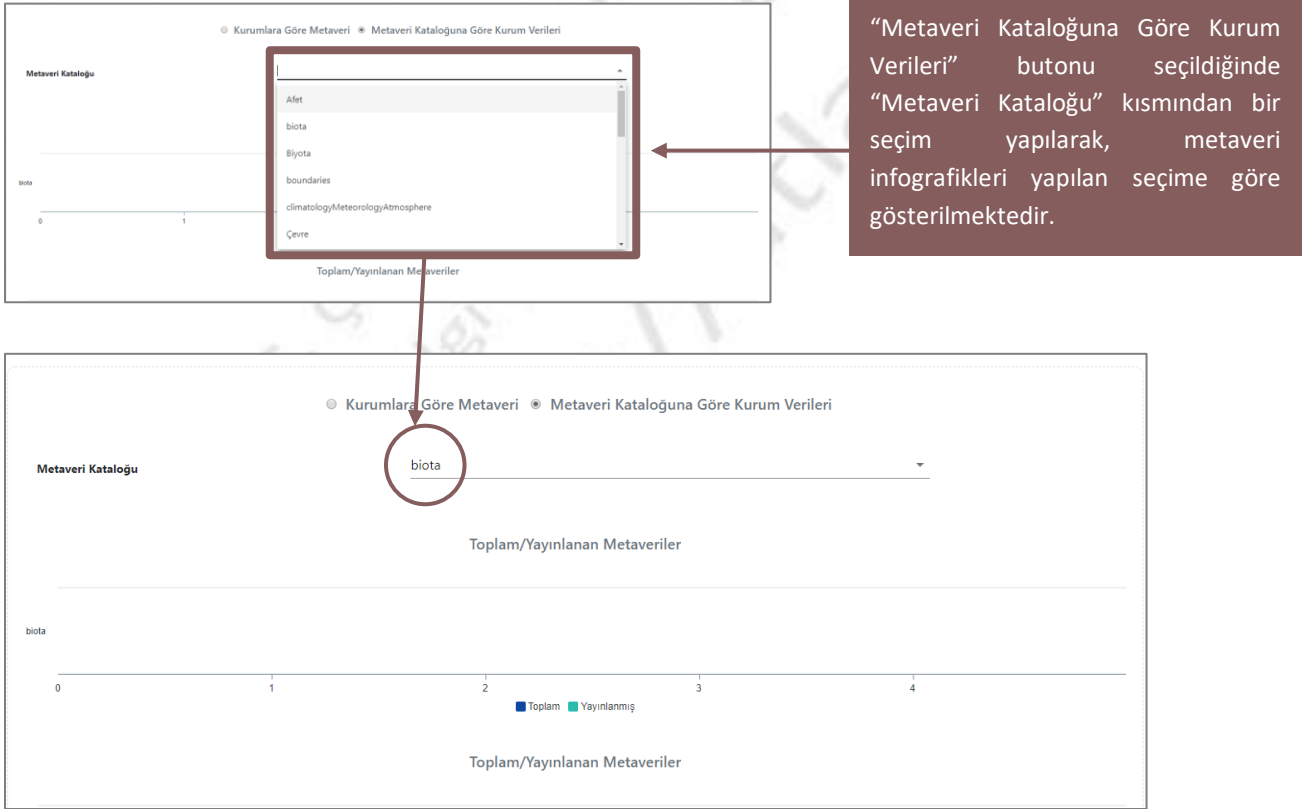 Kurumlara Göre Metaveri Metaveri Kataloğuna Göre Kurum Verileri
Metaveri Kataloğu
Afet
biota
Biyota
boundaries
climatologyMeteorologyAtmosphere
Çevre
biota
0 1
Toplam/Yayınlanan Metaveriler
“Metaveri Kataloğuna Göre Kurum
Verileri” butonu seçildiğinde
“Metaveri Kataloğu” kısmından bir
seçim yapılarak, metaveri
infografikleri yapılan seçime göre
gösterilmektedir.
Kurumlara Göre Metaveri Metaveri Kataloğuna Göre Kurum Verileri
Metaveri Kataloğu
biota
Toplam/Yayınlanan Metaveriler
biota
0 1 2 3 4
Toplam Yayınlanmış
Toplam/Yayınlanan Metaveriler